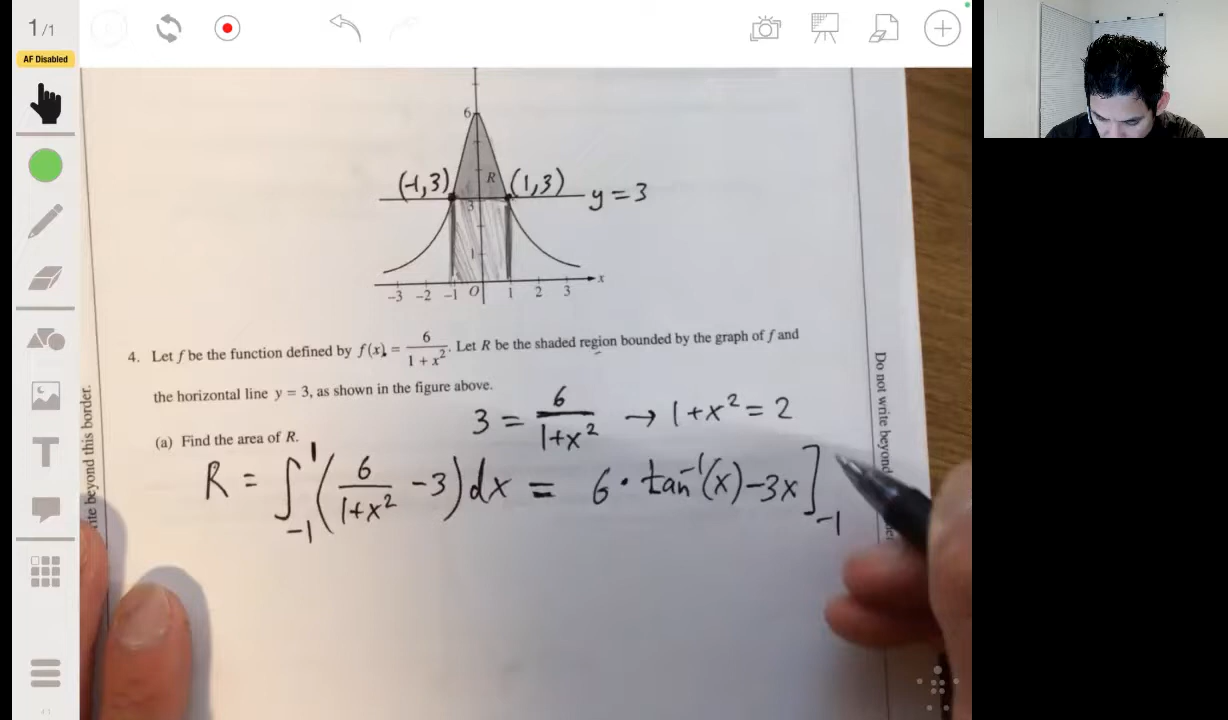 1/1
AF Disabled
6
(-1,3)
R
(1,3)
y = 3
3
1
-3 -2 -1 O 1 2 3 x
4. Let f be the function defined by f(x) = 6/(1 + x²). Let R be the shaded region bounded by the graph of f and
the horizontal line y = 3, as shown in the figure above.
3 = 6/(1+x²) → 1+x² = 2
(a) Find the area of R.
R = ∫₋₁¹ (6/(1+x²) -3)dx = 6·tan⁻¹(x)-3x]₋₁
Do not write beyond
ite beyond this border.
T